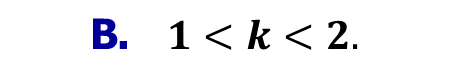 B. 1 < k < 2.